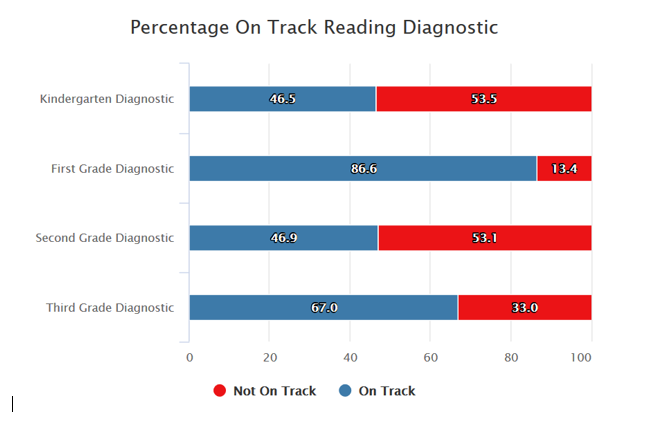 Percentage On Track Reading Diagnostic
Kindergarten Diagnostic 46.5 53.5
First Grade Diagnostic 86.6 13.4
Second Grade Diagnostic 46.9 53.1
Third Grade Diagnostic 67.0 33.0
0 20 40 60 80 100
Not On Track On Track